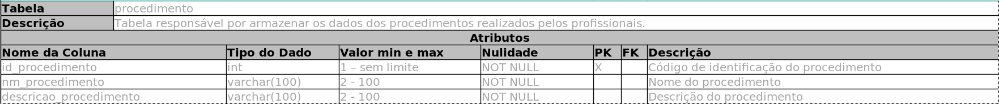 Tabela procedimento
Descrição Tabela responsável por armazenar os dados dos procedimentos realizados pelos profissionais.
Atributos
Nome da Coluna Tipo do Dado Valor min e max Nulidade PK FK Descrição
id_procedimento int 1 – sem limite NOT NULL X Código de identificação do procedimento
nm_procedimento varchar(100) 2 - 100 NOT NULL Nome do procedimento
descricao_procedimento varchar(100) 2 - 100 NOT NULL Descrição do procedimento